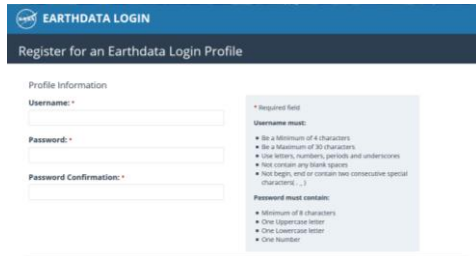 NASA
EARTHDATA LOGIN
Register for an Earthdata Login Profile
Profile Information
Username: *
Password: *
Password Confirmation: *
* Required field
Username must:
Be a Minimum of 4 characters
Be a Maximum of 30 characters
Use letters, numbers, periods and underscores
Not contain any blank spaces
Not begin, end or contain two consecutive special
characters( . _ )
Password must contain:
Minimum of 8 characters
One Uppercase letter
One Lowercase letter
One Number